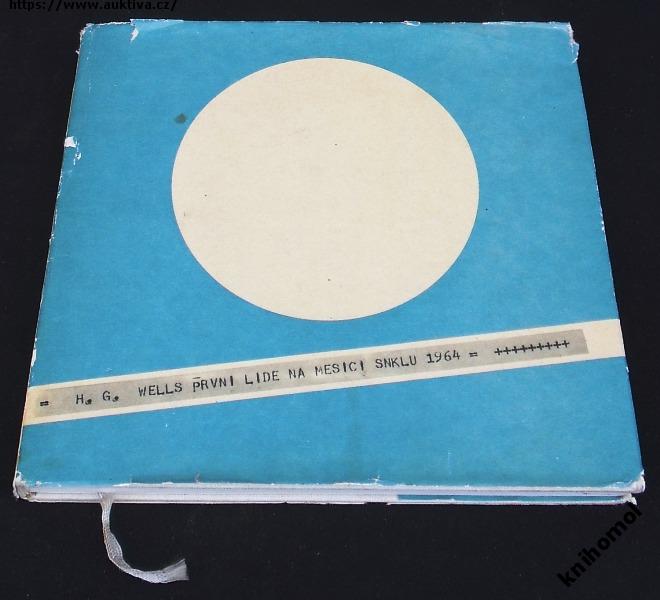 https://www.auktiva.cz/
= H. G. WELLS PRVNI LIDE NA MESICI SNKLU 1964 = +++++++++
knihomol